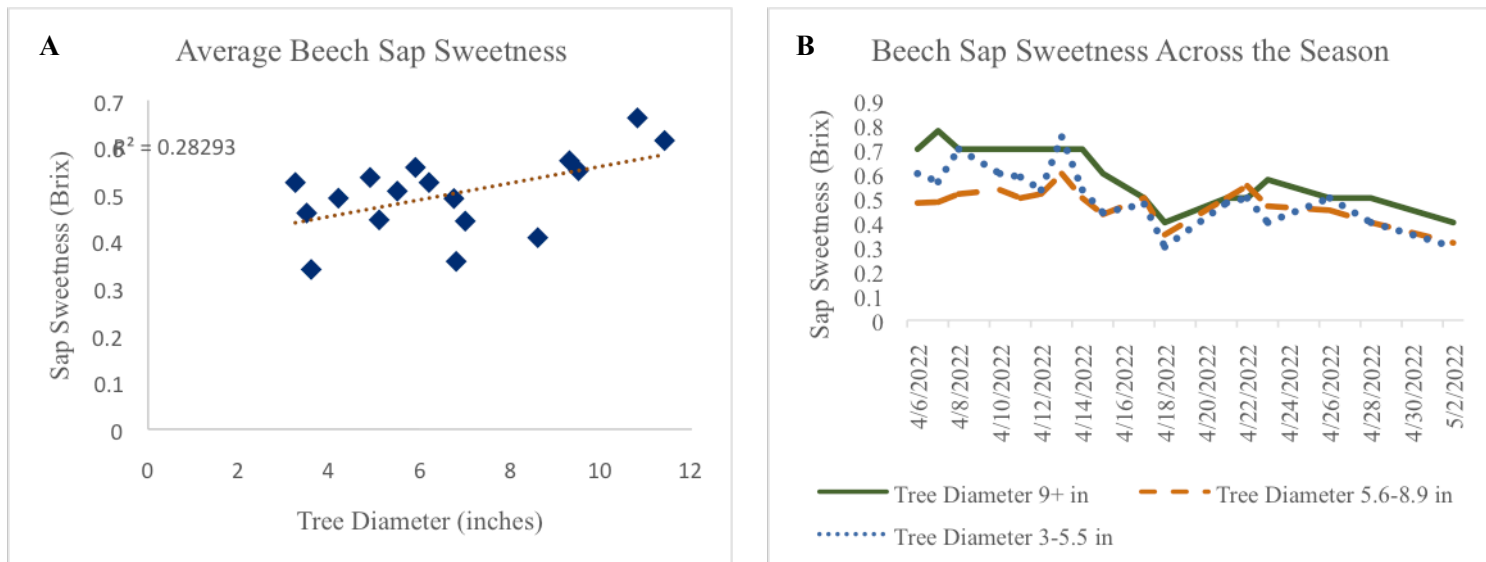 A
Average Beech Sap Sweetness
Sap Sweetness (Brix)
0.7
0.6
0.5
0.4
0.3
0.2
0.1
0
R² = 0.28293
0 2 4 6 8 10 12
Tree Diameter (inches)
B
Beech Sap Sweetness Across the Season
Sap Sweetness (Brix)
0.9
0.8
0.7
0.6
0.5
0.4
0.3
0.2
0.1
0
4/6/2022
4/8/2022
4/10/2022
4/12/2022
4/14/2022
4/16/2022
4/18/2022
4/20/2022
4/22/2022
4/24/2022
4/26/2022
4/28/2022
4/30/2022
5/2/2022
Tree Diameter 9+ in
Tree Diameter 5.6-8.9 in
Tree Diameter 3-5.5 in